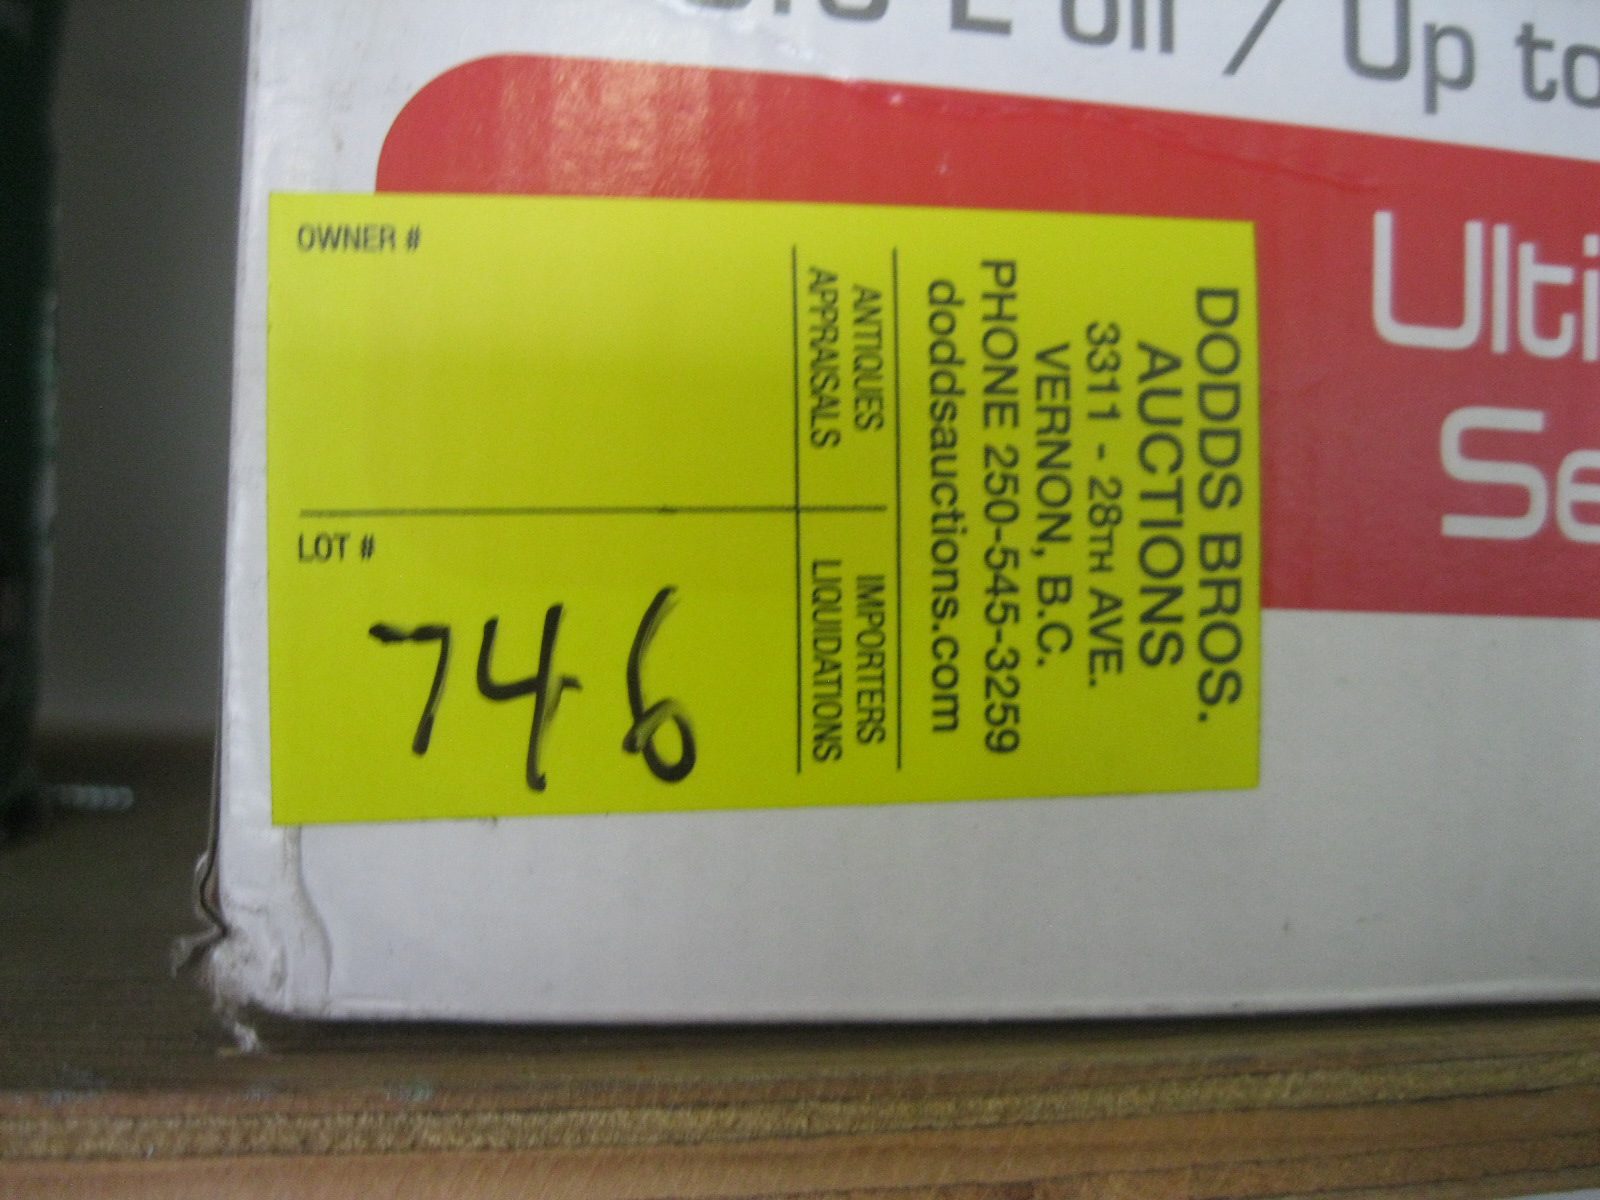 L oil / Up to
Ulti
Se
DODDS BROS.
AUCTIONS
3311 - 28TH AVE.
VERNON, B.C.
PHONE 250-545-3259
doddsauctions.com
ANTIQUES IMPORTERS
APPRAISALS LIQUIDATIONS
OWNER #
LOT #
746